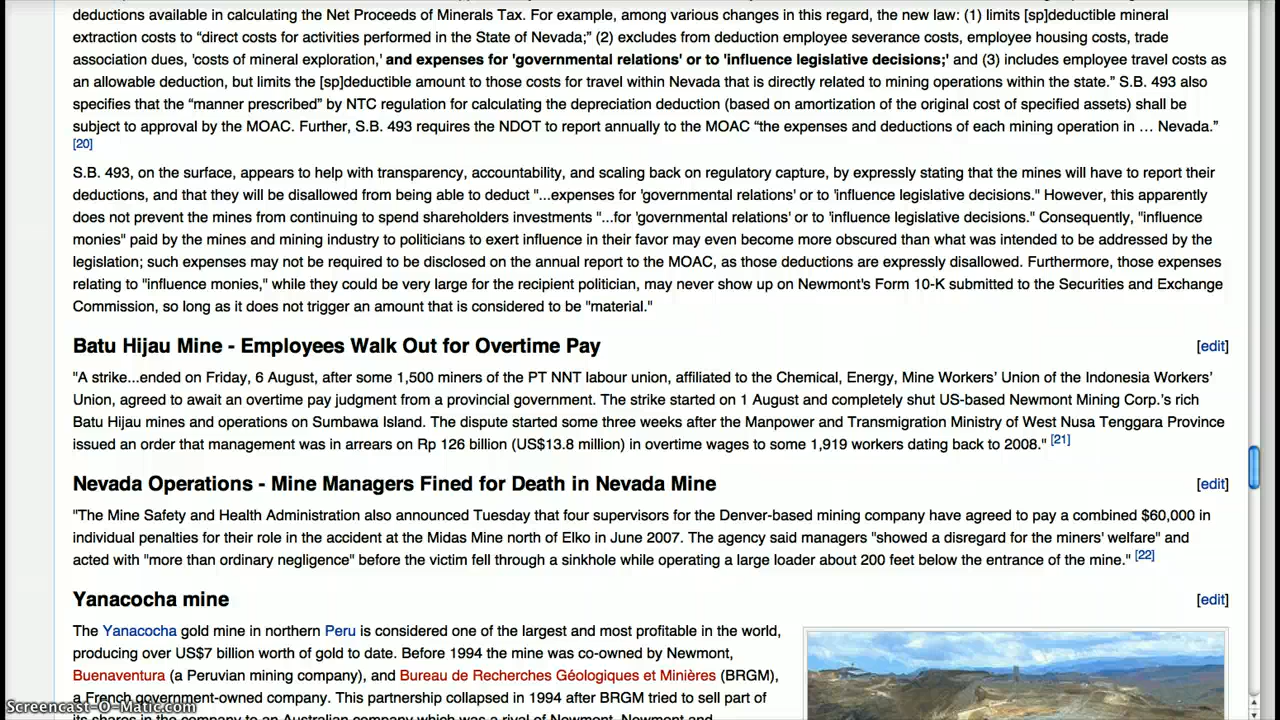 deductions available in calculating the Net Proceeds of Minerals Tax. For example, among various changes in this regard, the new law: (1) limits [sp]deductible mineral
extraction costs to “direct costs for activities performed in the State of Nevada;” (2) excludes from deduction employee severance costs, employee housing costs, trade
association dues, 'costs of mineral exploration,' and expenses for 'governmental relations' or to 'influence legislative decisions;' and (3) includes employee travel costs as
an allowable deduction, but limits the [sp]deductible amount to those costs for travel within Nevada that is directly related to mining operations within the state.” S.B. 493 also
specifies that the “manner prescribed” by NTC regulation for calculating the depreciation deduction (based on amortization of the original cost of specified assets) shall be
subject to approval by the MOAC. Further, S.B. 493 requires the NDOT to report annually to the MOAC “the expenses and deductions of each mining operation in … Nevada.”
[20]
S.B. 493, on the surface, appears to help with transparency, accountability, and scaling back on regulatory capture, by expressly stating that the mines will have to report their
deductions, and that they will be disallowed from being able to deduct "...expenses for 'governmental relations' or to 'influence legislative decisions." However, this apparently
does not prevent the mines from continuing to spend shareholders investments "...for 'governmental relations' or to 'influence legislative decisions." Consequently, "influence
monies" paid by the mines and mining industry to politicians to exert influence in their favor may even become more obscured than what was intended to be addressed by the
legislation; such expenses may not be required to be disclosed on the annual report to the MOAC, as those deductions are expressly disallowed. Furthermore, those expenses
relating to "influence monies," while they could be very large for the recipient politician, may never show up on Newmont's Form 10-K submitted to the Securities and Exchange
Commission, so long as it does not trigger an amount that is considered to be "material."
Batu Hijau Mine - Employees Walk Out for Overtime Pay [edit]
"A strike...ended on Friday, 6 August, after some 1,500 miners of the PT NNT labour union, affiliated to the Chemical, Energy, Mine Workers’ Union of the Indonesia Workers’
Union, agreed to await an overtime pay judgment from a provincial government. The strike started on 1 August and completely shut US-based Newmont Mining Corp.’s rich
Batu Hijau mines and operations on Sumbawa Island. The dispute started some three weeks after the Manpower and Transmigration Ministry of West Nusa Tenggara Province
issued an order that management was in arrears on Rp 126 billion (US$13.8 million) in overtime wages to some 1,919 workers dating back to 2008." [21]
Nevada Operations - Mine Managers Fined for Death in Nevada Mine [edit]
"The Mine Safety and Health Administration also announced Tuesday that four supervisors for the Denver-based mining company have agreed to pay a combined $60,000 in
individual penalties for their role in the accident at the Midas Mine north of Elko in June 2007. The agency said managers "showed a disregard for the miners' welfare" and
acted with "more than ordinary negligence" before the victim fell through a sinkhole while operating a large loader about 200 feet below the entrance of the mine." [22]
Yanacocha mine [edit]
The Yanacocha gold mine in northern Peru is considered one of the largest and most profitable in the world,
producing over US$7 billion worth of gold to date. Before 1994 the mine was co-owned by Newmont,
Buenaventura (a Peruvian mining company), and Bureau de Recherches Géologiques et Minières (BRGM),
a French government-owned company. This partnership collapsed in 1994 after BRGM tried to sell part of
its shares in the company to an Australian company which was a rival of Newmont. Newmont and
Screencast-O-Matic.com